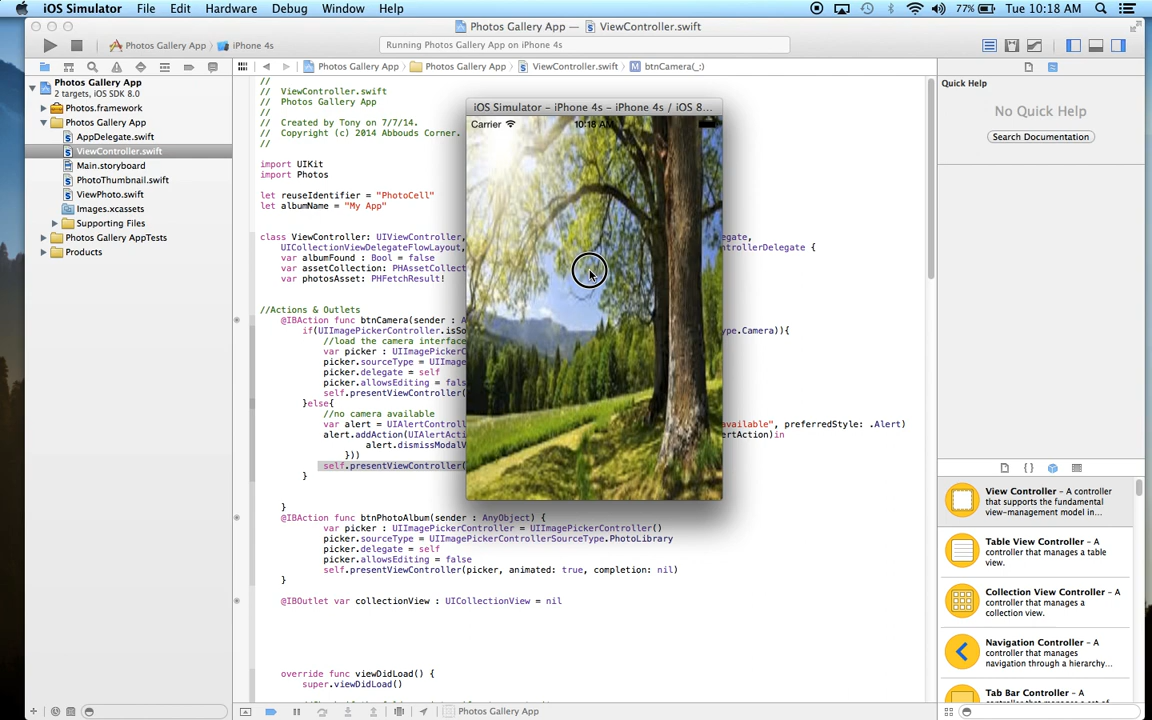 iOS Simulator File Edit Hardware Debug Window Help 77% Tue 10:18 AM
Photos Gallery App — ViewController.swift
Photos Gallery App iPhone 4s Running Photos Gallery App on iPhone 4s
Photos Gallery App Photos Gallery App ViewController.swift M btnCamera(_:)
Photos Gallery App
2 targets, iOS SDK 8.0
Photos.framework
Photos Gallery App
AppDelegate.swift
ViewController.swift
Main.storyboard
PhotoThumbnail.swift
ViewPhoto.swift
Images.xcassets
Supporting Files
Photos Gallery AppTests
Products
//
// ViewController.swift
// Photos Gallery App
//
// Created by Tony on 7/7/14.
// Copyright (c) 2014 Abbouds Corner.
//
import UIKit
import Photos
let reuseIdentifier = "PhotoCell"
let albumName = "My App"
class ViewController: UIViewController, egate,
UICollectionViewDelegateFlowLayout, ontrollerDelegate {
var albumFound : Bool = false
var assetCollection: PHAssetCollect
var photosAsset: PHFetchResult!
//Actions & Outlets
@IBAction func btnCamera(sender : A
if(UIImagePickerController.isSo ype.Camera)){
//load the camera interface
var picker : UIImagePickerC
picker.sourceType = UIImage
picker.delegate = self
picker.allowsEditing = fals
self.presentViewController(
}else{
//no camera available
var alert = UIAlertControll vailable", preferredStyle: .Alert)
alert.addAction(UIAlertActi ertAction)in
alert.dismissModalV
}))
self.presentViewController(
}
}
@IBAction func btnPhotoAlbum(sender : AnyObject) {
var picker : UIImagePickerController = UIImagePickerController()
picker.sourceType = UIImagePickerControllerSourceType.PhotoLibrary
picker.delegate = self
picker.allowsEditing = false
self.presentViewController(picker, animated: true, completion: nil)
}
@IBOutlet var collectionView : UICollectionView = nil
override func viewDidLoad() {
super.viewDidLoad()
iOS Simulator – iPhone 4s – iPhone 4s / iOS 8...
Carrier 10:18 AM
Quick Help
No Quick Help
Search Documentation
{ }
View Controller – A
controller that supports the fundamental
view-management model in...
Table View Controller – A
controller that manages a table
view.
Collection View Controller – A
controller that manages a
collection view.
Navigation Controller – A
controller that manages
navigation through a hierarchy...
Tab Bar Controller – A
Photos Gallery App